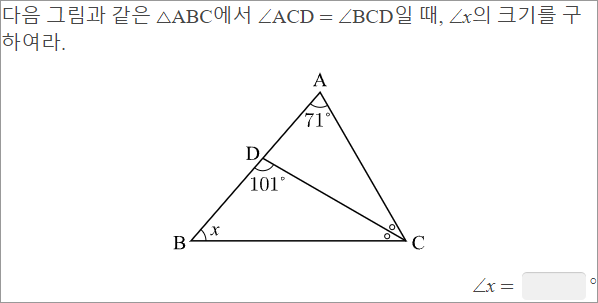 다음 그림과 같은 △ABC에서 ∠ACD = ∠BCD일 때, ∠x의 크기를 구
하여라.
A
71°
D
101°
B
x
C
∠x = °